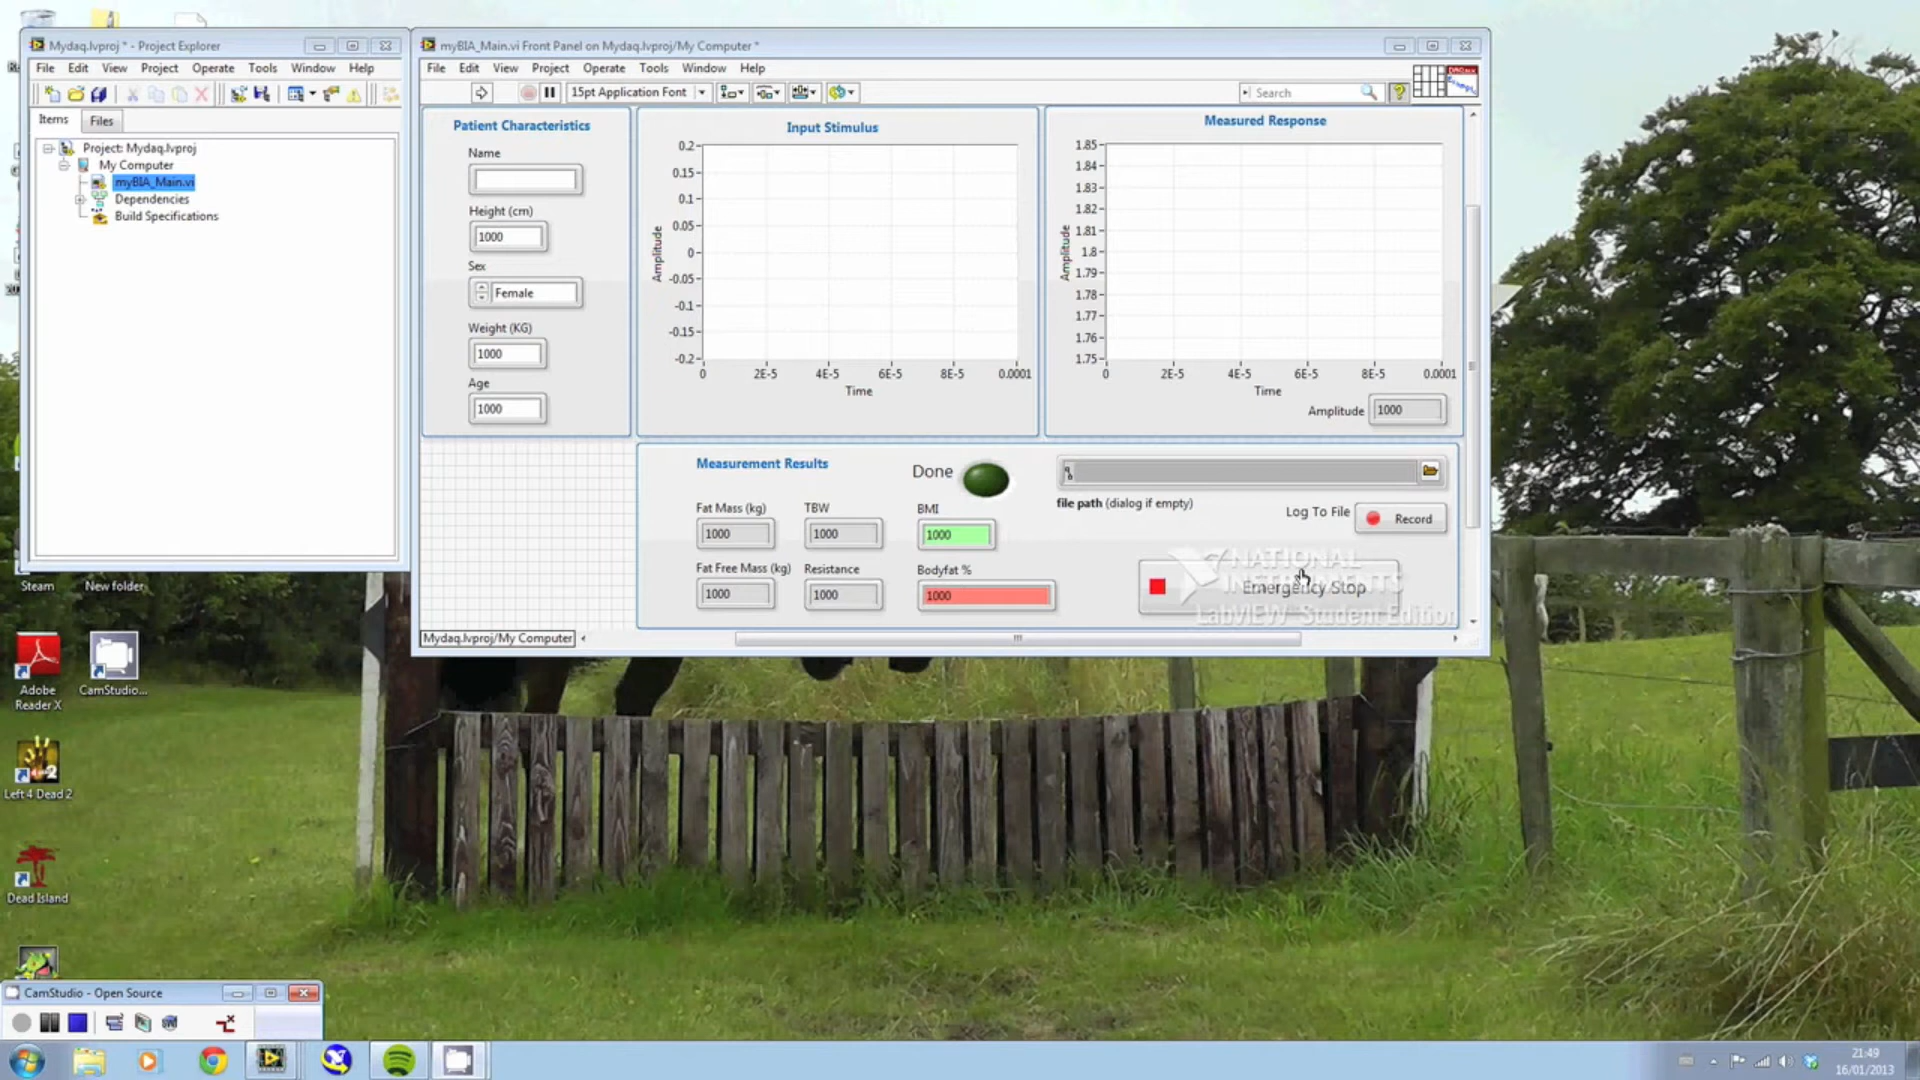 Mydaq.lvproj * - Project Explorer
File Edit View Project Operate Tools Window Help
Items Files
Project: Mydaq.lvproj
My Computer
myBIA_Main.vi
Dependencies
Build Specifications
myBIA_Main.vi Front Panel on Mydaq.lvproj/My Computer *
File Edit View Project Operate Tools Window Help
15pt Application Font
Search
Patient Characteristics
Name
Height (cm)
1000
Sex
Female
Weight (KG)
1000
Age
1000
Input Stimulus
0.2
0.15
0.1
0.05
0
-0.05
-0.1
-0.15
-0.2
Amplitude
0 2E-5 4E-5 6E-5 8E-5 0.0001
Time
Measured Response
1.85
1.84
1.83
1.82
1.81
1.8
1.79
1.78
1.77
1.76
1.75
Amplitude
0 2E-5 4E-5 6E-5 8E-5 0.0001
Time
Amplitude 1000
Measurement Results
Done
Fat Mass (kg) TBW BMI
1000 1000 1000
Fat Free Mass (kg) Resistance Bodyfat %
1000 1000 1000
file path (dialog if empty)
Log To File Record
Emergency Stop
NATIONAL
INSTRUMENTS
LabVIEW Student Edition
Mydaq.lvproj/My Computer
Steam
New folder
Adobe
Reader X
CamStudio...
Left 4 Dead 2
Dead Island
CamStudio - Open Source
21:49
16/01/2013